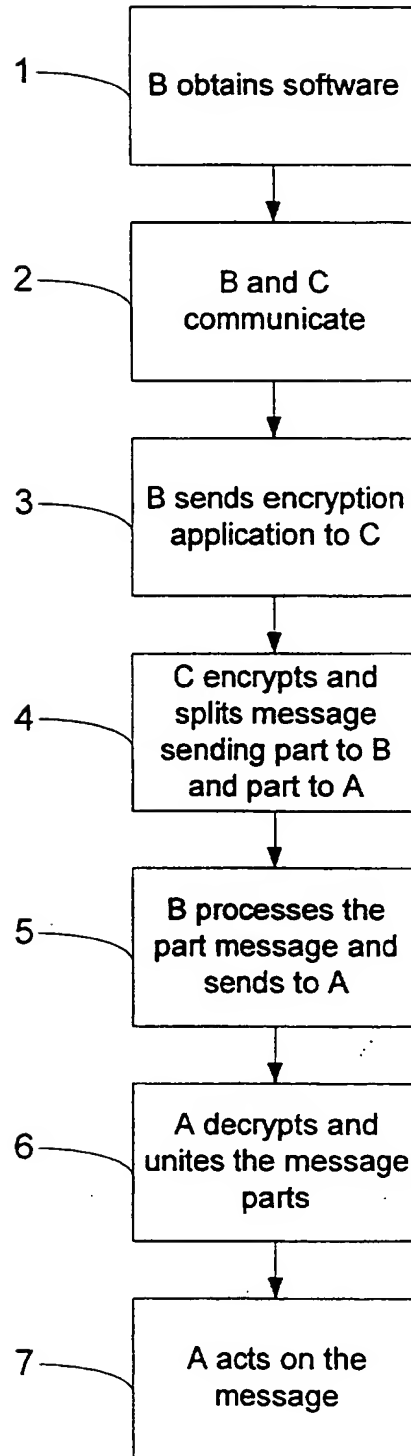 1
B obtains software
2
B and C
communicate
3
B sends encryption
application to C
4
C encrypts and
splits message
sending part to B
and part to A
5
B processes the
part message and
sends to A
6
A decrypts and
unites the message
parts
7
A acts on the
message